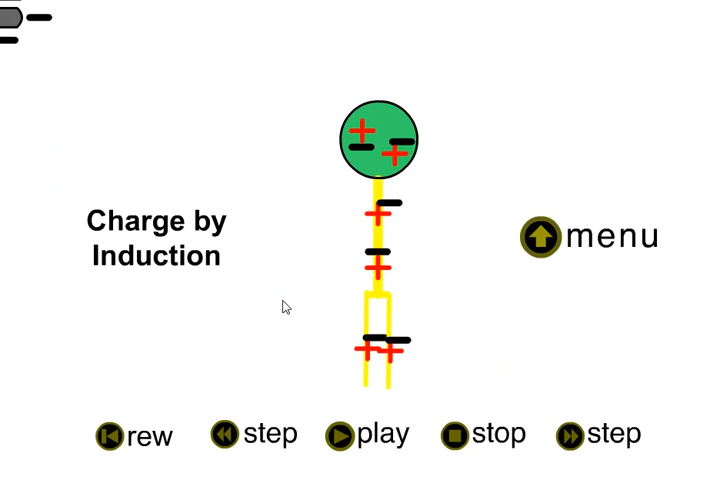 Charge by
Induction
menu
rew
step
play
stop
step